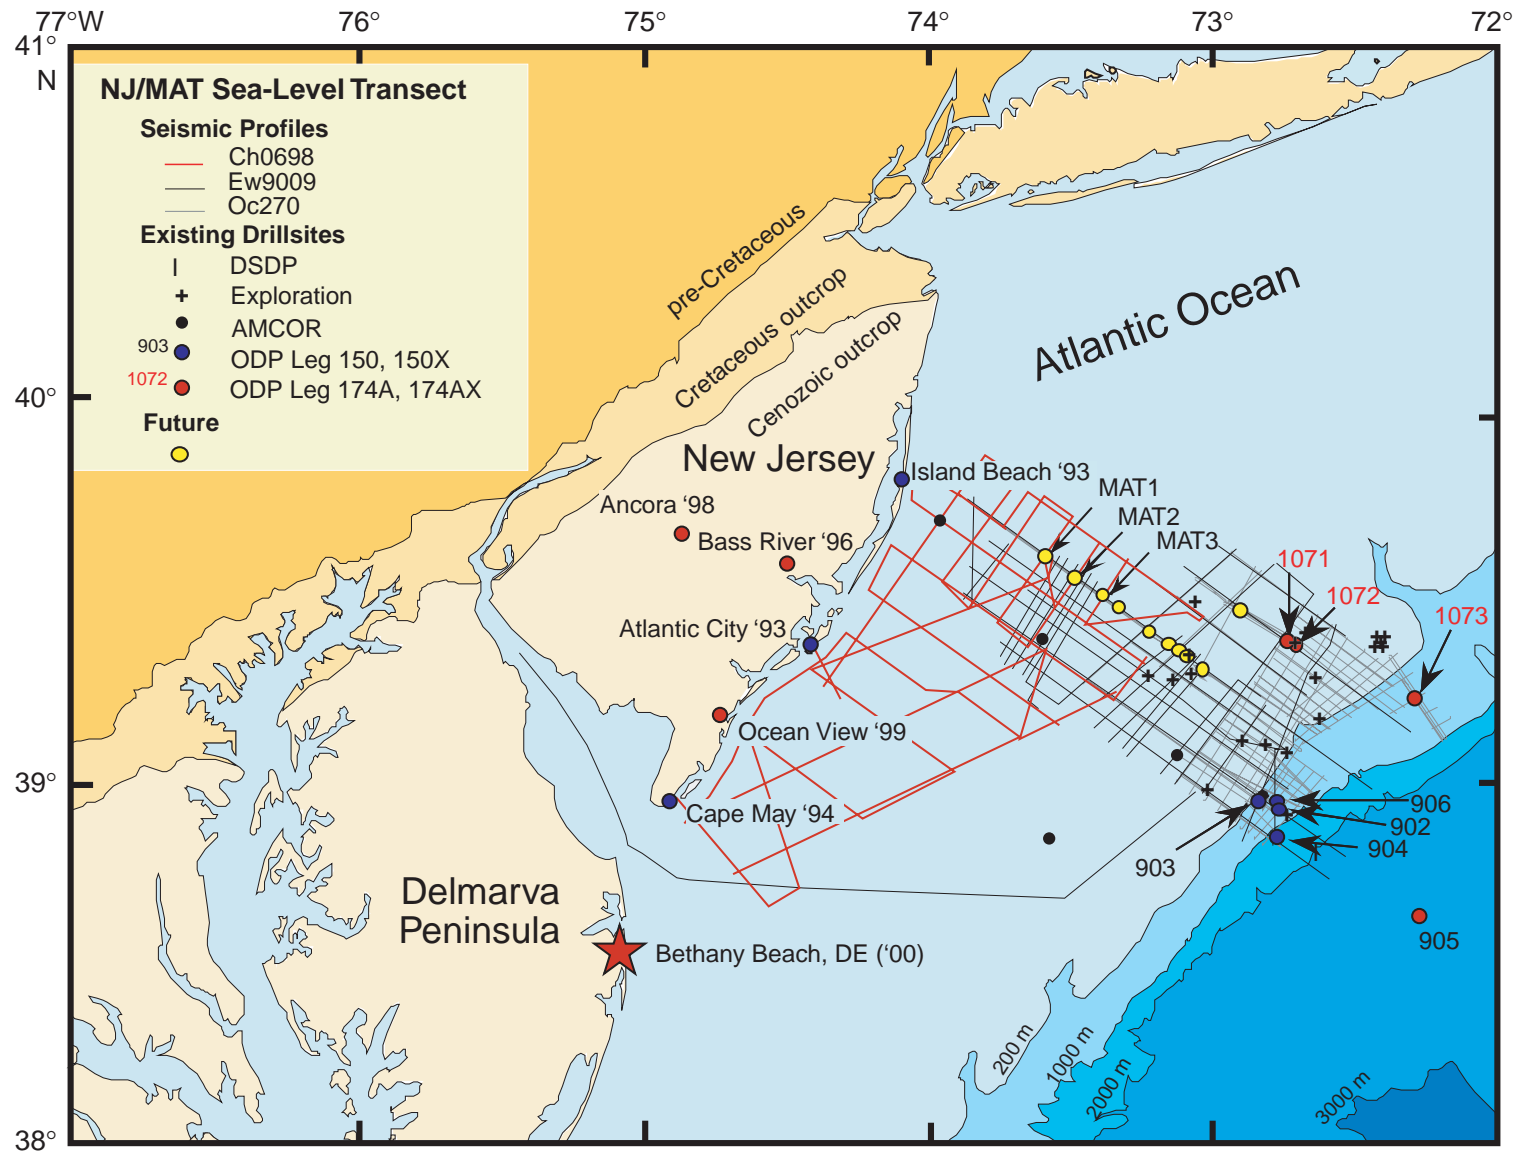 77°W
76°
75°
74°
73°
72°
41°
N
40°
39°
38°
NJ/MAT Sea-Level Transect
Seismic Profiles
Ch0698
Ew9009
Oc270
Existing Drillsites
DSDP
Exploration
AMCOR
903
ODP Leg 150, 150X
1072
ODP Leg 174A, 174AX
Future
pre-Cretaceous
Cretaceous outcrop
Cenozoic outcrop
Atlantic Ocean
New Jersey
Island Beach ‘93
Ancora ‘98
Bass River ‘96
MAT1
MAT2
MAT3
1071
1072
1073
Atlantic City ‘93
Ocean View ‘99
Cape May ‘94
906
902
904
903
905
Delmarva
Peninsula
Bethany Beach, DE (‘00)
200 m
1000 m
2000 m
3000 m